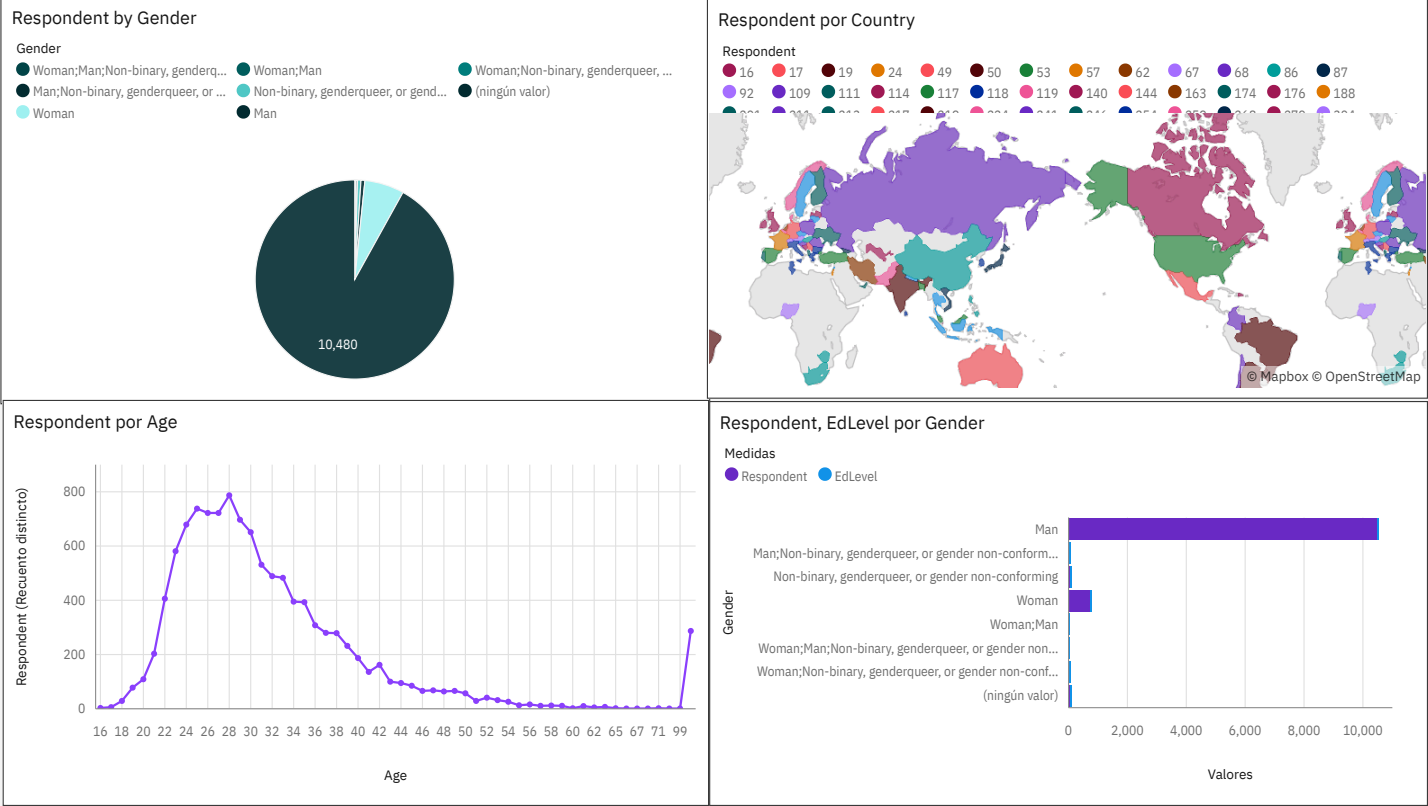 Respondent by Gender
Gender
Woman;Man;Non-binary, genderq...
Woman;Man
Woman;Non-binary, genderqueer, ...
Man;Non-binary, genderqueer, or ...
Non-binary, genderqueer, or gend...
(ningún valor)
Woman
Man
10,480
Respondent por Country
Respondent
16 17 19 24 49 50 53 57 62 67 68 86 87
92 109 111 114 117 118 119 140 144 163 174 176 188
© Mapbox © OpenStreetMap
Respondent por Age
Respondent (Recuento distincto)
800
600
400
200
0
16 18 20 22 24 26 28 30 32 34 36 38 40 42 44 46 48 50 52 54 56 58 60 62 65 67 71 99
Age
Respondent, EdLevel por Gender
Medidas
Respondent EdLevel
Gender
Man
Man;Non-binary, genderqueer, or gender non-conform...
Non-binary, genderqueer, or gender non-conforming
Woman
Woman;Man
Woman;Man;Non-binary, genderqueer, or gender non...
Woman;Non-binary, genderqueer, or gender non-conf...
(ningún valor)
0 2,000 4,000 6,000 8,000 10,000
Valores